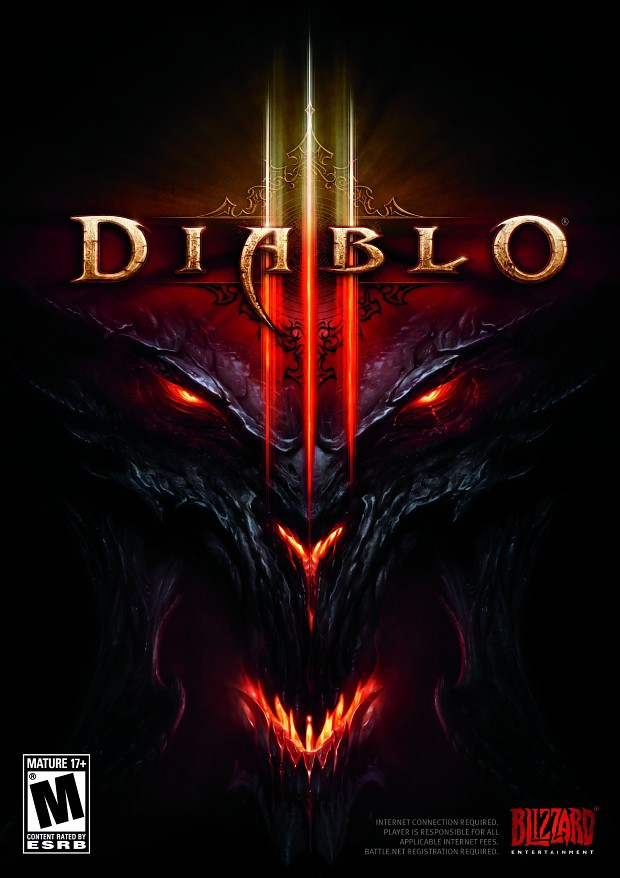 DIABLO
®
MATURE 17+
®
M
CONTENT RATED BY
ESRB
INTERNET CONNECTION REQUIRED.
PLAYER IS RESPONSIBLE FOR ALL
APPLICABLE INTERNET FEES.
BATTLE.NET REGISTRATION REQUIRED.
BLIZZARD®
ENTERTAINMENT